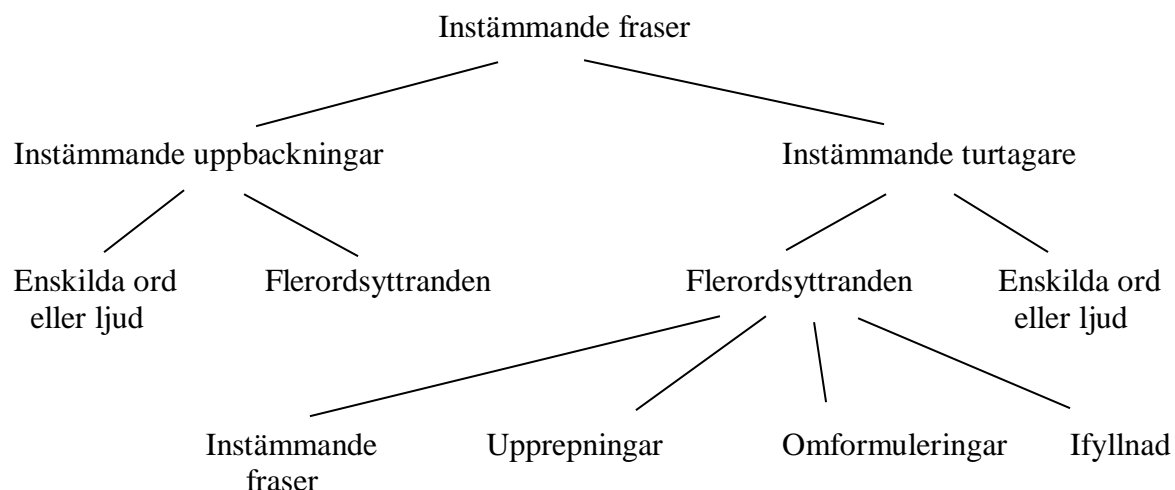 Instämmande fraser
Instämmande uppbackningar
Instämmande turtagare
Enskilda ord
eller ljud
Flerordsyttranden
Flerordsyttranden
Enskilda ord
eller ljud
Instämmande
fraser
Upprepningar
Omformuleringar
Ifyllnad